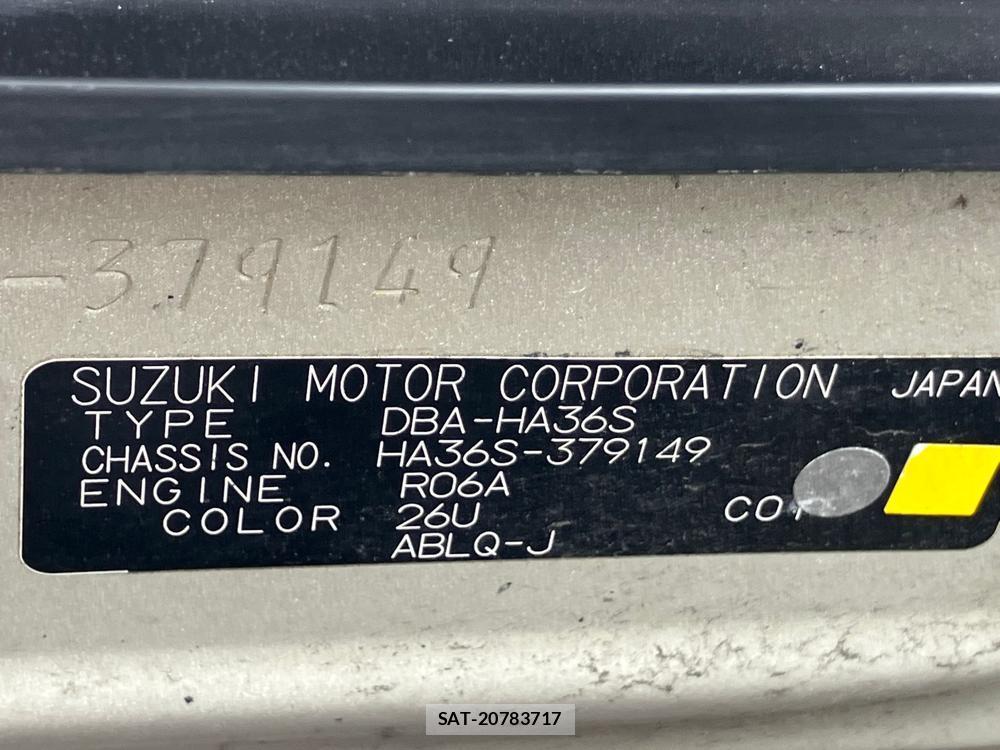 -379149
SUZUKI MOTOR CORPORATION JAPAN
TYPE DBA-HA36S
CHASSIS NO. HA36S-379149
ENGINE R06A
COLOR 26U
ABLQ-J
SAT-20783717